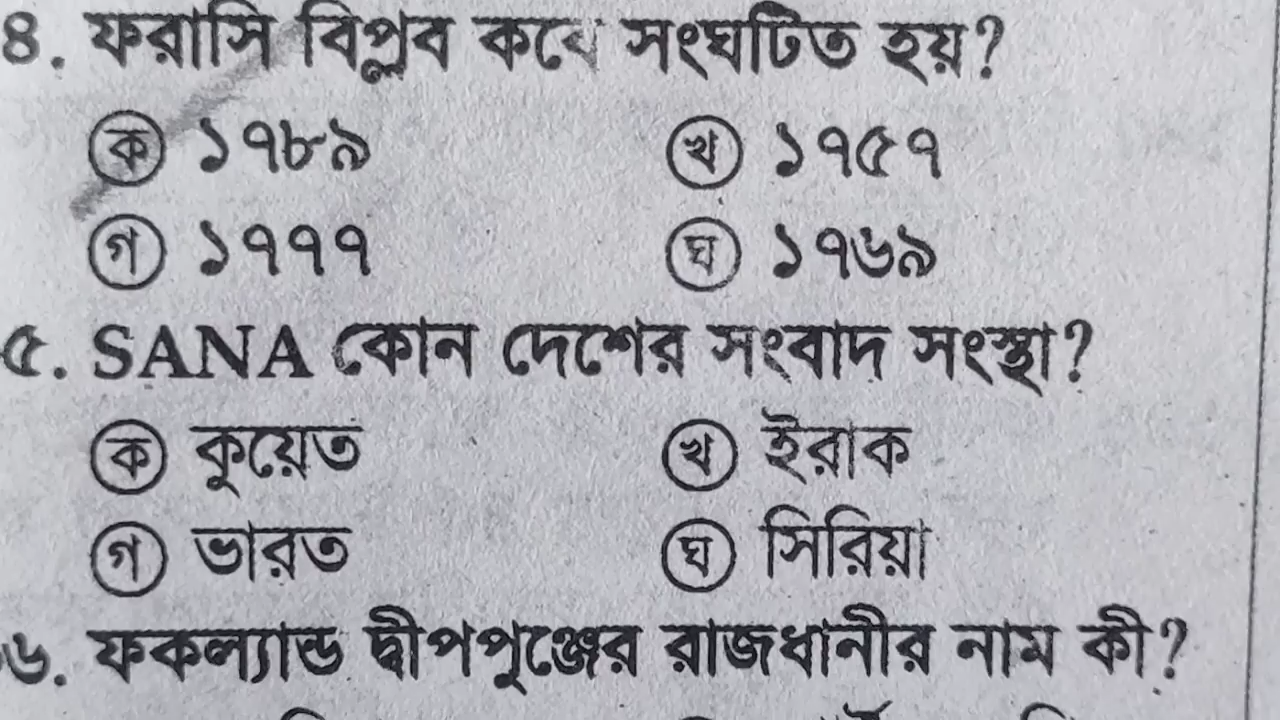 ৪. ফরাসি বিপ্লব কবে সংঘটিত হয়?
ক ১৭৮৯ খ ১৭৫৭
গ ১৭৭৭ ঘ ১৭৬৯
৫. SANA কোন দেশের সংবাদ সংস্থা?
ক কুয়েত খ ইরাক
গ ভারত ঘ সিরিয়া
৬. ফকল্যান্ড দ্বীপপুঞ্জের রাজধানীর নাম কী?